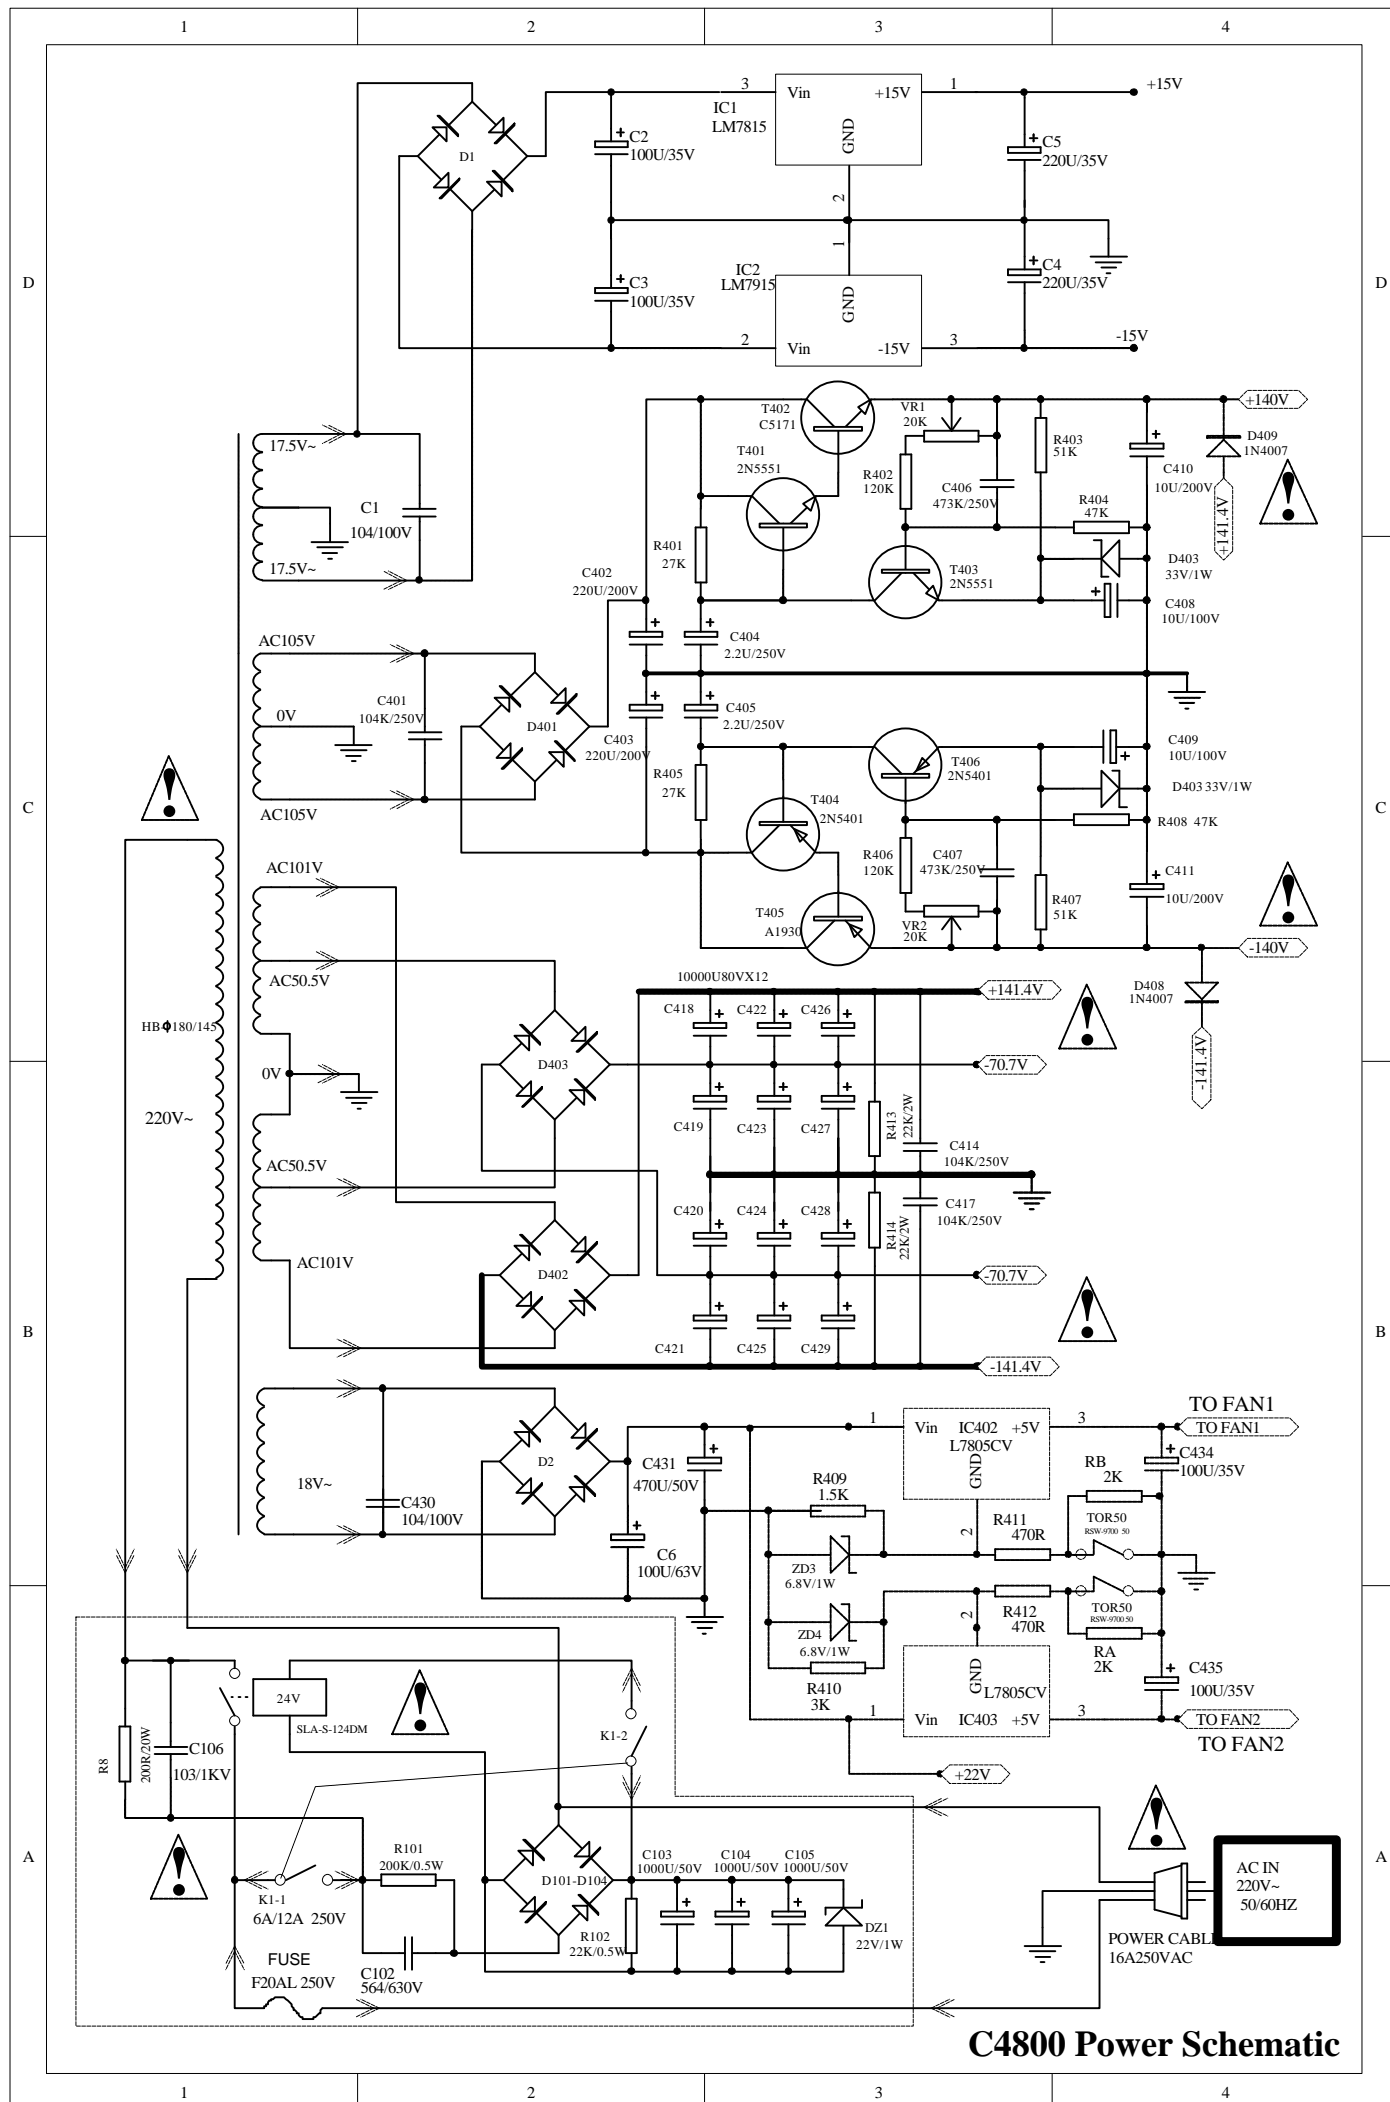 1 2 3 4
D
D
C
C
B
B
A
A
1 2 3 4
D1
C2
100U/35V
C3
100U/35V
3
IC1
LM7815
Vin +15V
GND
1
2
1
IC2
LM7915
GND
2
Vin -15V
3
C5
220U/35V
C4
220U/35V
+15V
-15V
17.5V~
17.5V~
C1
104/100V
T402
C5171
T401
2N5551
VR1
20K
R402
120K
C406
473K/250V
R403
51K
R404
47K
C410
10U/200V
+140V
D409
1N4007
+141.4V
R401
27K
T403
2N5551
D403
33V/1W
C408
10U/100V
C402
220U/200V
C404
2.2U/250V
AC105V
0V
AC105V
C401
104K/250V
D401
C403
220U/200V
C405
2.2U/250V
R405
27K
T406
2N5401
C409
10U/100V
D403 33V/1W
T404
2N5401
R408 47K
R406
120K
C407
473K/250V
C411
10U/200V
T405
A1930
VR2
20K
R407
51K
-140V
D408
1N4007
-141.4V
AC101V
AC50.5V
HBΦ180/145
0V
220V~
AC50.5V
AC101V
D403
D402
10000U80VX12
C418
C422
C426
+141.4V
-70.7V
C419
C423
C427
R413
22K/2W
C414
104K/250V
C420
C424
C428
R414
22K/2W
C417
104K/250V
-70.7V
C421
C425
C429
-141.4V
18V~
C430
104/100V
D2
C431
470U/50V
C6
100U/63V
1
Vin IC402 +5V
L7805CV
GND
3
2
TO FAN1
TO FAN1
C434
100U/35V
RB
2K
R409
1.5K
R411
470R
TOR50
RSW-9700 50
ZD3
6.8V/1W
ZD4
6.8V/1W
R412
470R
2
TOR50
RSW-9700 50
RA
2K
R410
3K
GND
L7805CV
1
Vin IC403 +5V
3
C435
100U/35V
TO FAN2
TO FAN2
+22V
24V
SLA-S-124DM
R8
200R/20W
C106
103/1KV
K1-2
R101
200K/0.5W
K1-1
6A/12A 250V
D101-D104
C103
1000U/50V
C104
1000U/50V
C105
1000U/50V
R102
22K/0.5W
DZ1
22V/1W
C102
564/630V
FUSE
F20AL 250V
AC IN
220V~
50/60HZ
POWER CABL
16A250VAC
C4800 Power Schematic